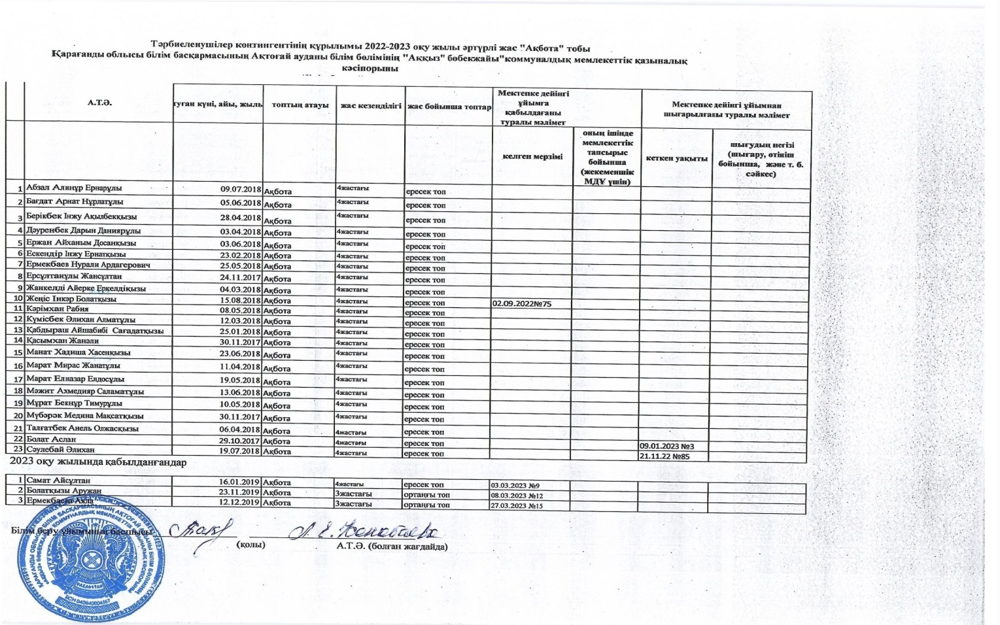 Тәрбиеленушілер контингентінің құрылымы 2022-2023 оқу жылы әртүрлі жас "Ақбота" тобы
Қарағанды облысы білім басқармасының Ақтоғай ауданы білім бөлімінің "Аққыз" бөбекжайы"коммуналдық мемлекеттік қазыналық
кәсіпорыны
А.Т.Ә. туған күні, айы, жылы топтың атауы жас кезеңділігі жас бойынша топтар Мектепке дейінгі ұйымға қабылдағаны туралы мәлімет Мектепке дейінгі ұйымнан шығарылғаны туралы мәлімет
келген мерзімі оның ішінде мемлекеттік тапсырыс бойынша (жекеменшік МДҰ үшін) кеткен уақыты шығудың негізі (шығару, өтініш бойынша, және т. б. сәйкес)
1 Абзал Алинұр Ернарұлы 09.07.2018 Ақбота 4жастағы ересек топ
2 Бағдат Арнат Нұрлатұлы 05.06.2018 Ақбота 4жастағы ересек топ
3 Берікбек Інжу Ақылбекқызы 28.04.2018 Ақбота 4жастағы ересек топ
4 Дәуренбек Дарын Даниярұлы 03.04.2018 Ақбота 4жастағы ересек топ
5 Ержан Айханым Досанқызы 03.06.2018 Ақбота 4жастағы ересек топ
6 Ескендір Інжу Ернатқызы 23.02.2018 Ақбота 4жастағы ересек топ
7 Ермекбаев Нурали Ардагерович 25.05.2018 Ақбота 4жастағы ересек топ
8 Ерсұлтанұлы Жансұлтан 24.11.2017 Ақбота 4жастағы ересек топ
9 Жанкелді Айерке Еркелдіқызы 04.03.2018 Ақбота 4жастағы ересек топ
10 Жеңіс Інкәр Болатқызы 15.08.2018 Ақбота 4жастағы ересек топ 02.09.2022№75
11 Кәрімхан Рабия 08.05.2018 Ақбота 4жастағы ересек топ
12 Күмісбек Әлихан Алматұлы 12.03.2018 Ақбота 4жастағы ересек топ
13 Қабдыраш Айшабибі Сағадатқызы 25.01.2018 Ақбота 4жастағы ересек топ
14 Қасымхан Жанәли 30.11.2017 Ақбота 4жастағы ересек топ
15 Манат Хадиша Хасенқызы 23.06.2018 Ақбота 4жастағы ересек топ
16 Марат Мирас Жанатұлы 11.04.2018 Ақбота 4жастағы ересек топ
17 Марат Елназар Елдосұлы 19.05.2018 Ақбота 4жастағы ересек топ
18 Мәжит Ахмедияр Саламатұлы 13.06.2018 Ақбота 4жастағы ересек топ
19 Мұрат Бекнұр Тимурұлы 10.05.2018 Ақбота 4жастағы ересек топ
20 Мүбәрәк Медина Мақсатқызы 30.11.2017 Ақбота 4жастағы ересек топ
21 Талғатбек Анель Олжасқызы 06.04.2018 Ақбота 4жастағы ересек топ
22 Болат Аслан 29.10.2017 Ақбота 4жастағы ересек топ 09.01.2023 №3
23 Сәулебай Әлихан 19.07.2018 Ақбота 4жастағы ересек топ 21.11.22 №85
2023 оқу жылында қабылданғандар
1 Самат Айсұлтан 16.01.2019 Ақбота 4жастағы ересек топ 03.03.2023 №9
2 Болатқызы Аружан 23.11.2019 Ақбота 3жастағы ортаңғы топ 08.03.2023 №12
3 Ермекбаева Аяла 12.12.2019 Ақбота 3жастағы ортаңғы топ 27.03.2023 №15
Білім беру ұйымының басшысы
(қолы) А.Т.Ә. (болған жағдайда)